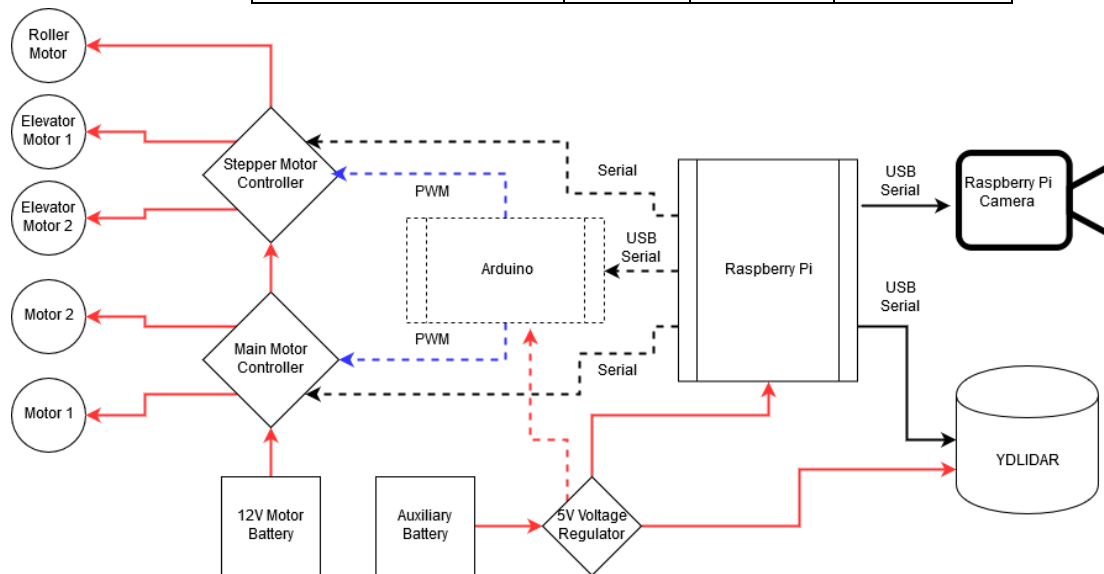 Roller
Motor
Elevator
Motor 1
Stepper Motor
Controller
Elevator
Motor 2
Motor 2
Main Motor
Controller
Motor 1
12V Motor
Battery
Auxiliary
Battery
5V Voltage
Regulator
PWM
Arduino
PWM
Serial
USB
Serial
Serial
Raspberry Pi
USB
Serial
Raspberry Pi
Camera
USB
Serial
YDLIDAR